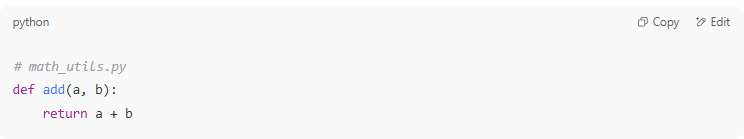 python
Copy
Edit
# math_utils.py
def add(a, b):
    return a + b